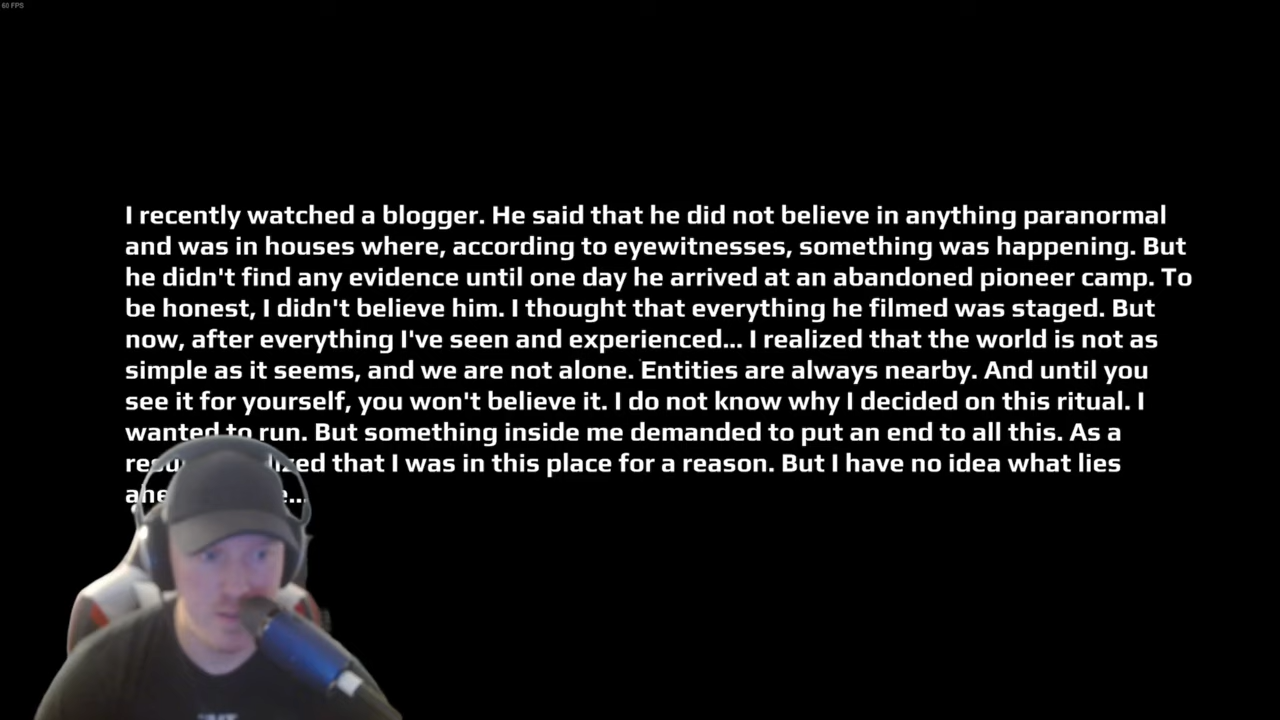 60 FPS
I recently watched a blogger. He said that he did not believe in anything paranormal
and was in houses where, according to eyewitnesses, something was happening. But
he didn't find any evidence until one day he arrived at an abandoned pioneer camp. To
be honest, I didn't believe him. I thought that everything he filmed was staged. But
now, after everything I've seen and experienced... I realized that the world is not as
simple as it seems, and we are not alone. Entities are always nearby. And until you
see it for yourself, you won't believe it. I do not know why I decided on this ritual. I
wanted to run. But something inside me demanded to put an end to all this. As a
that I was in this place for a reason. But I have no idea what lies